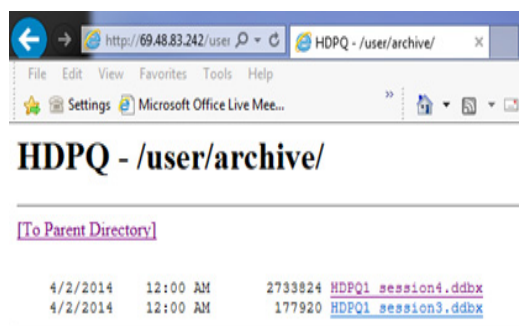 http://69.48.83.242/user
HDPQ - /user/archive/
File Edit View Favorites Tools Help
Settings Microsoft Office Live Mee...
HDPQ - /user/archive/
[To Parent Directory]
4/2/2014 12:00 AM 2733824 HDPQ1 session4.ddbx
4/2/2014 12:00 AM 177920 HDPQ1 session3.ddbx